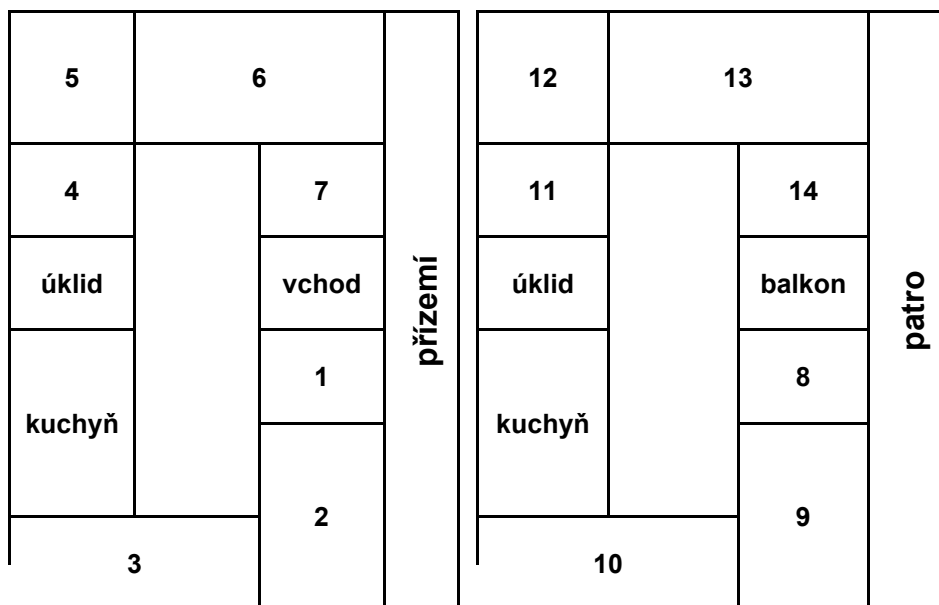 5 6 12 13
4 7 11 14
úklid vchod úklid balkon
přízemí patro
1 8
kuchyň kuchyň
2 9
3 10